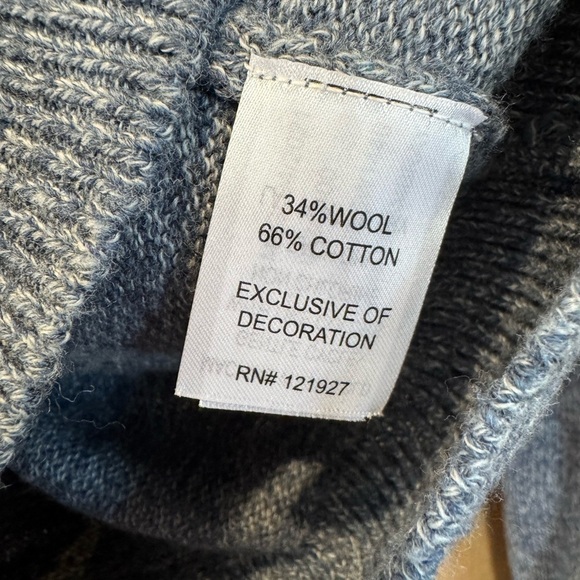 34%WOOL
66% COTTON
EXCLUSIVE OF
DECORATION
RN# 121927